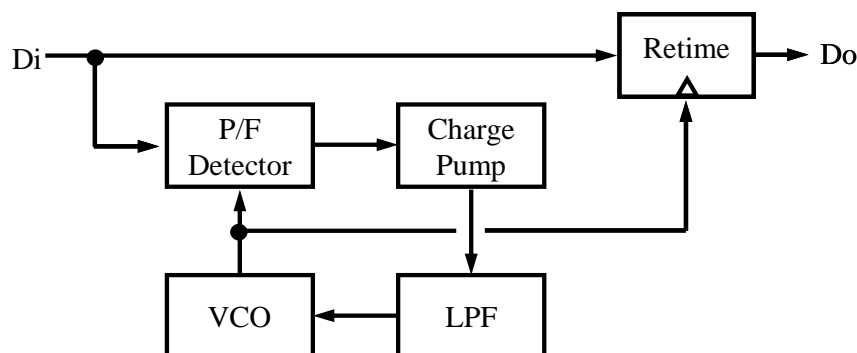 Di
Retime
Do
P/F
Detector
Charge
Pump
VCO
LPF